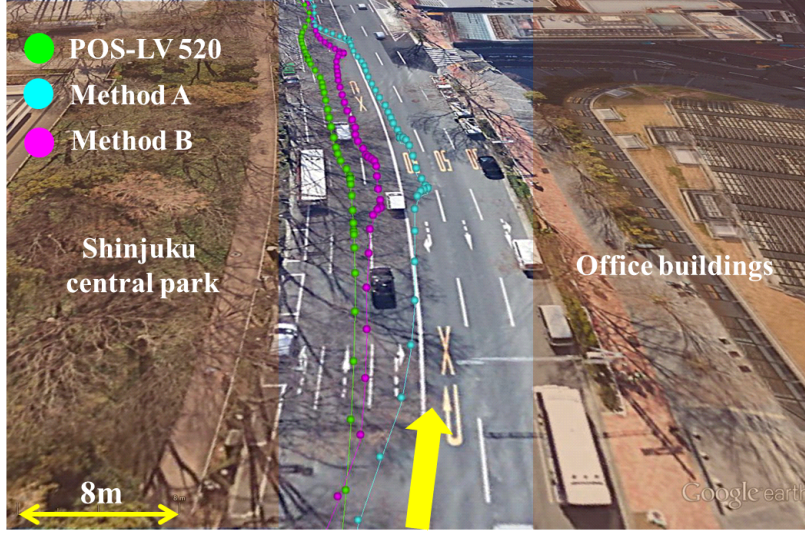 POS-LV 520
Method A
Method B
Shinjuku
central park
Office buildings
8m
Google earth